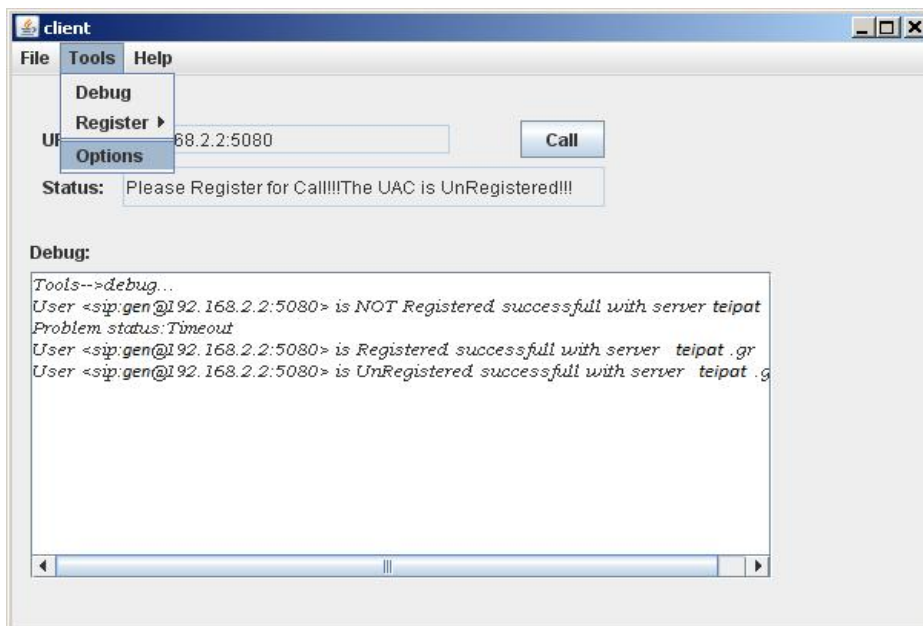 client
File Tools Help
Debug
Register
68.2.2:5080 Call
Options
Status: Please Register for Call!!!The UAC is UnRegistered!!!
Debug:
Tools-->debug...
User <sip:gen@192.168.2.2:5080> is NOT Registered successfull with server teipat
Problem status:Timeout
User <sip:gen@192.168.2.2:5080> is Registered successfull with server teipat .gr
User <sip:gen@192.168.2.2:5080> is UnRegistered successfull with server teipat .g